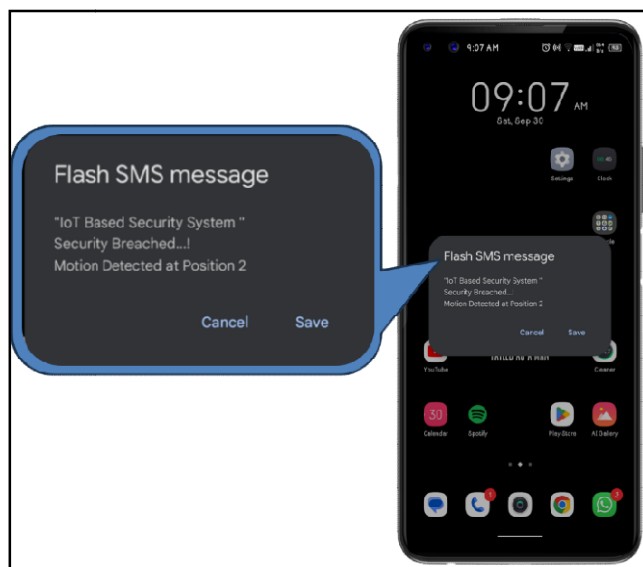 Flash SMS message
"IoT Based Security System "
Security Breached...!
Motion Detected at Position 2
Cancel Save
9:07 AM
09:07 AM
Sat, Sep 30
Settings Clock
Flash SMS message
"IoT Based Security System "
Security Breached...!
Motion Detected at Position 2
Cancel Save
YouTube Cleaner
30
Calendar Spotify Play Store AI Gallery